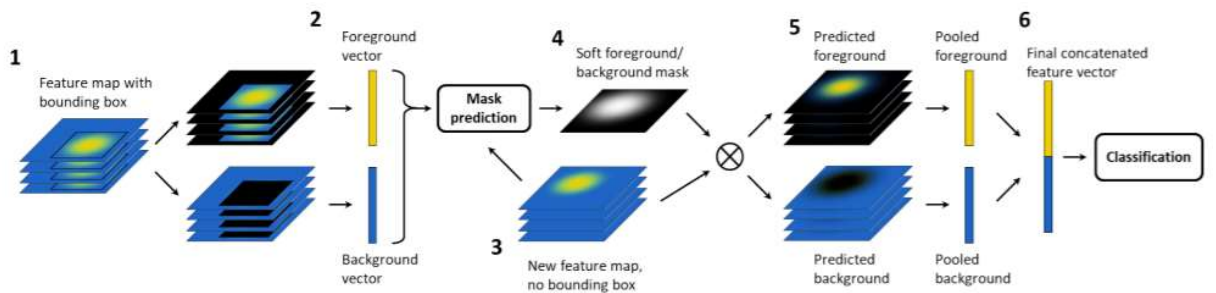 1
Feature map with
bounding box
2
Foreground
vector
Background
vector
Mask
prediction
3
New feature map,
no bounding box
4
Soft foreground/
background mask
5
Predicted
foreground
Pooled
foreground
Predicted
background
Pooled
background
6
Final concatenated
feature vector
Classification